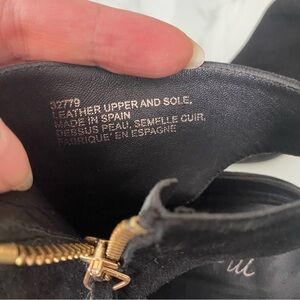 32779
LEATHER UPPER AND SOLE,
MADE IN SPAIN
DESSUS PEAU, SEMELLE CUIR,
FABRIQUE' EN ESPAGNE